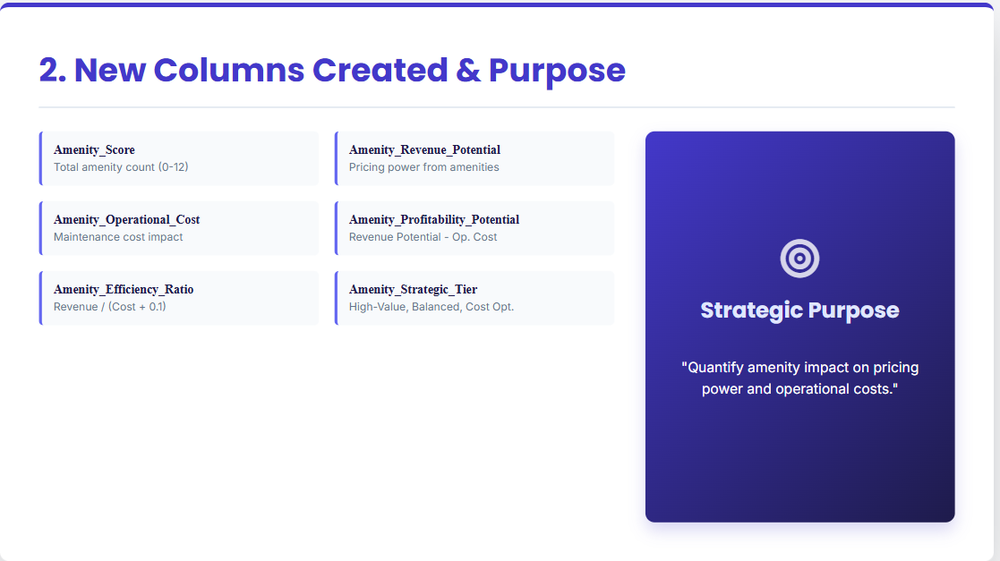 2. New Columns Created & Purpose
Amenity_Score
Total amenity count (0-12)
Amenity_Revenue_Potential
Pricing power from amenities
Amenity_Operational_Cost
Maintenance cost impact
Amenity_Profitability_Potential
Revenue Potential - Op. Cost
Amenity_Efficiency_Ratio
Revenue / (Cost + 0.1)
Amenity_Strategic_Tier
High-Value, Balanced, Cost Opt.
Strategic Purpose
"Quantify amenity impact on pricing
power and operational costs."